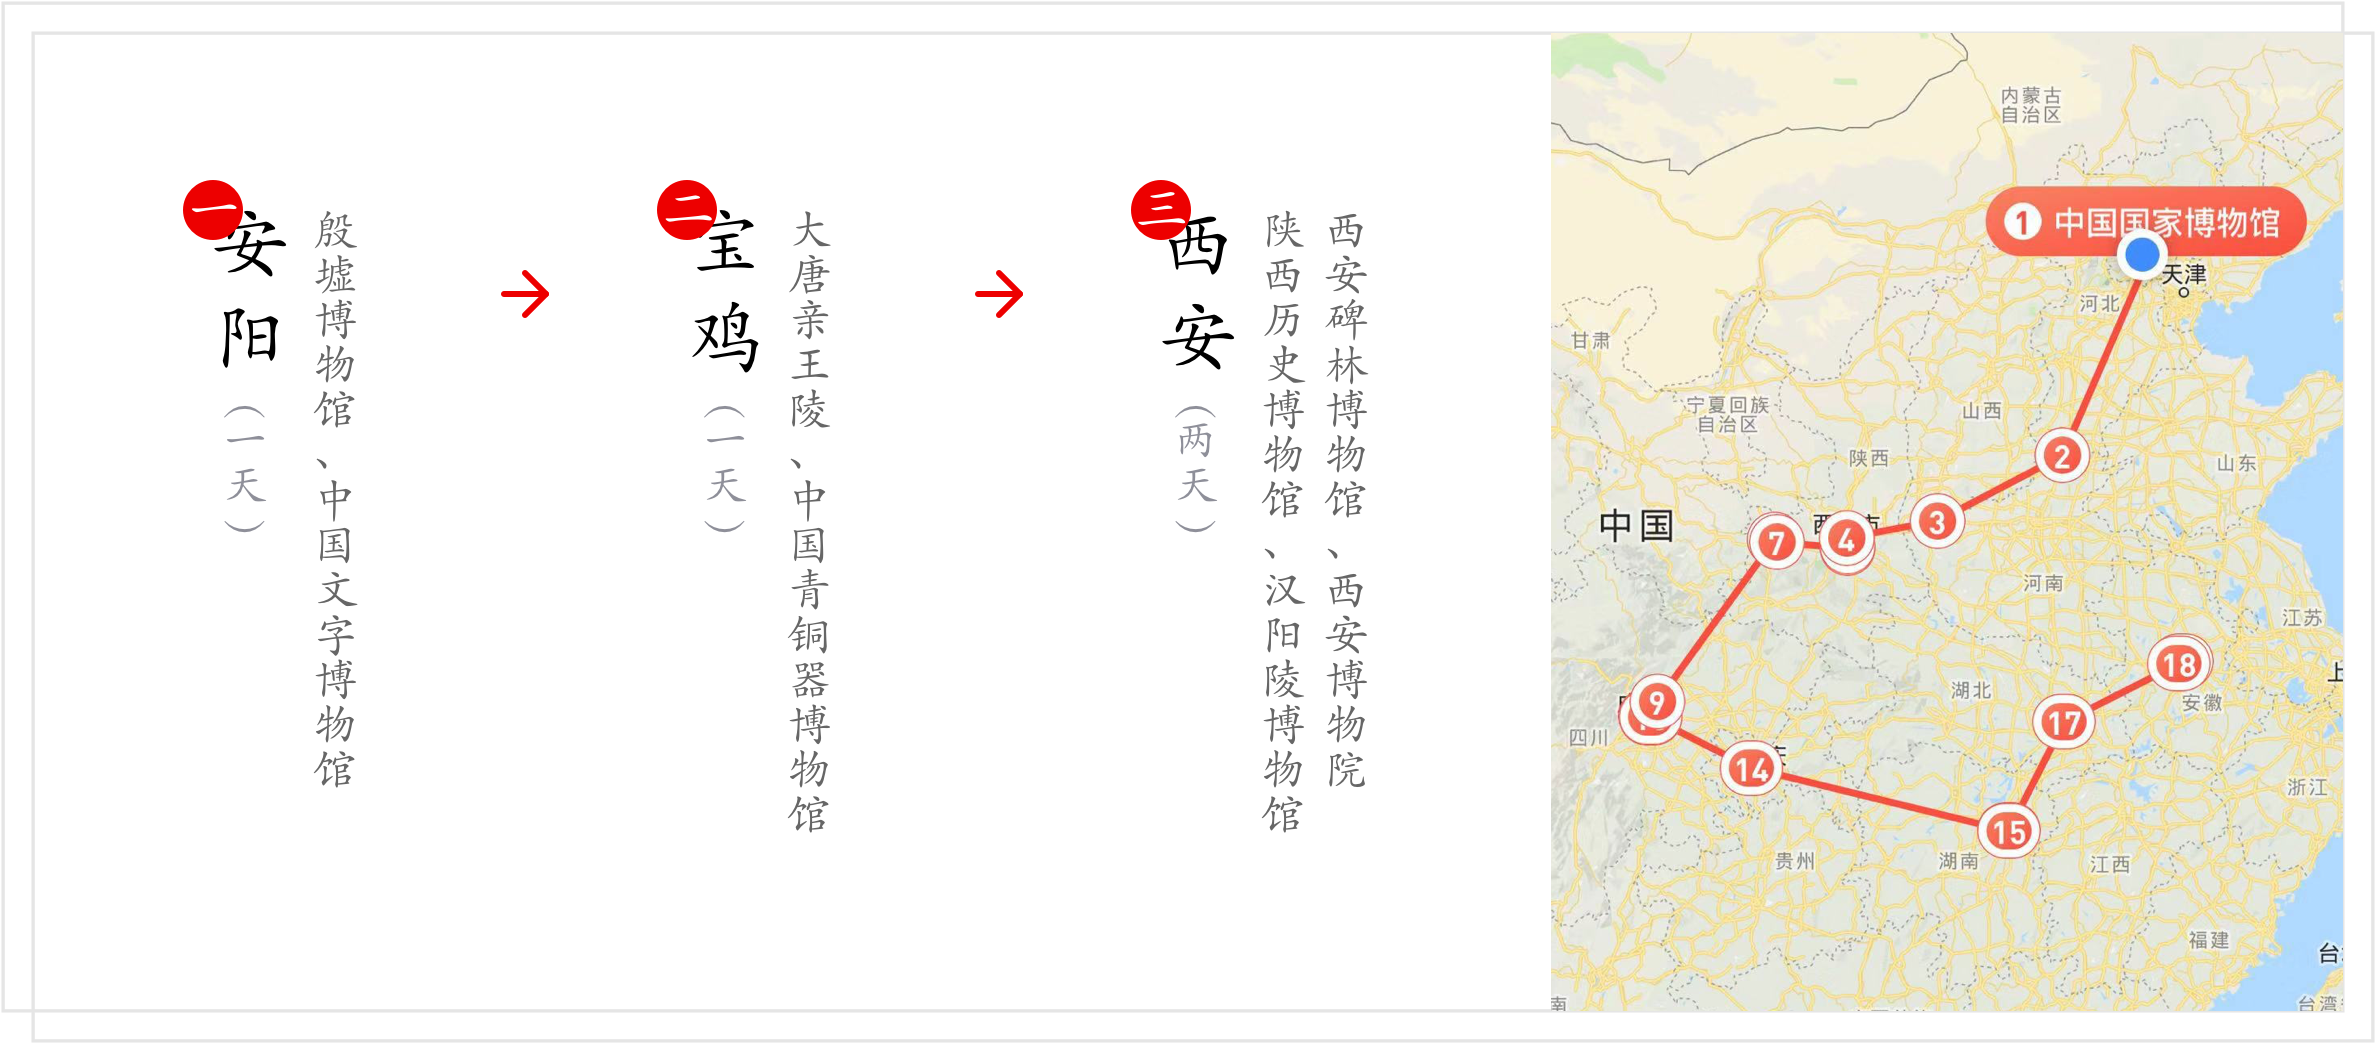 一
安阳
（一天）
殷墟博物馆、中国文字博物馆
二
宝鸡
（一天）
大唐秦王陵、中国青铜器博物馆
三
西安
（两天）
陕西历史博物馆、汉阳陵博物馆
西安碑林博物馆、西安博物院
内蒙古
自治区
1 中国国家博物馆
天津
河北
甘肃
宁夏回族
自治区
山西
2
陕西
山东
中国
3
4
7
河南
江苏
18
湖北
安徽
9
17
四川
14
浙江
15
贵州
湖南
江西
福建
台湾
南